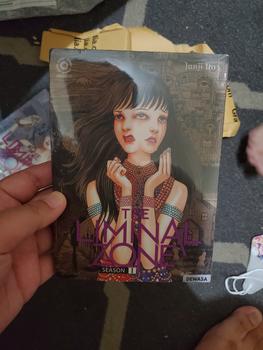 Junji Ito
THE
LIMINAL
ZONE
SEASON 1
DEWASA